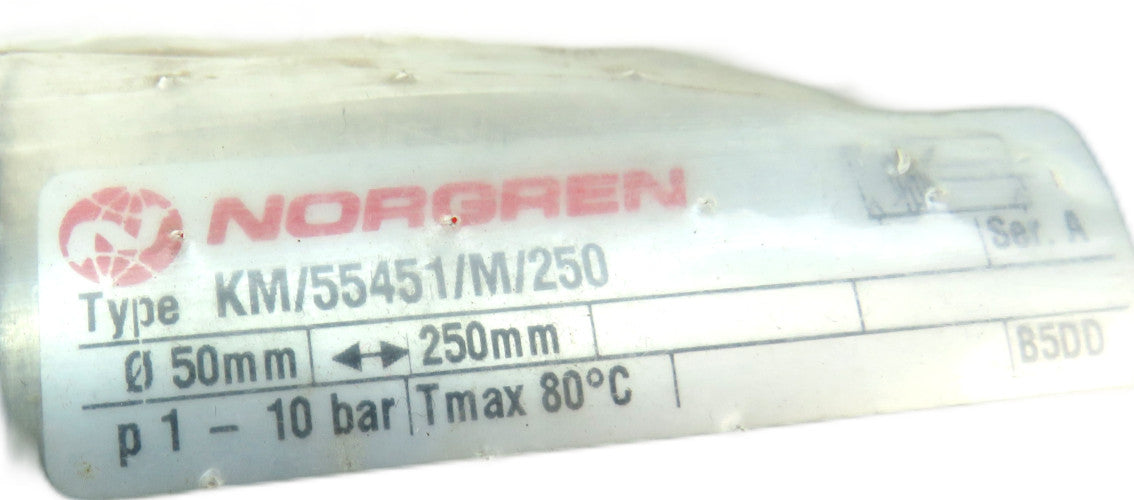 NORGREN
Ser. A
Type KM/55451/M/250
Ø 50mm 250mm
B5DD
p 1 - 10 bar Tmax 80°C